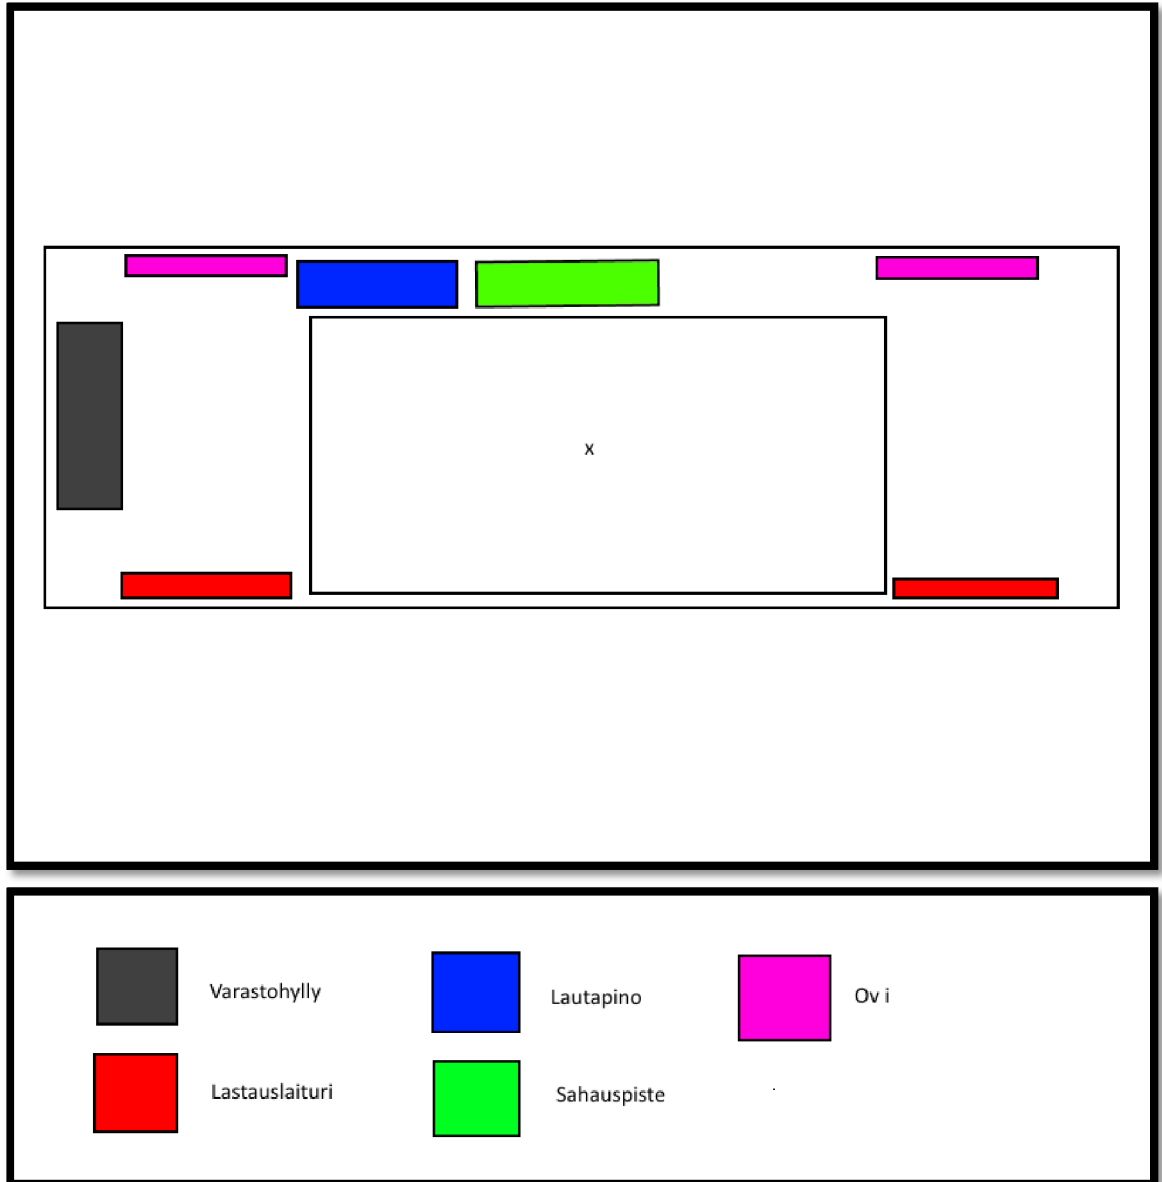 x
Varastohylly
Lautapino
Ov i
Lastauslaituri
Sahauspiste
.